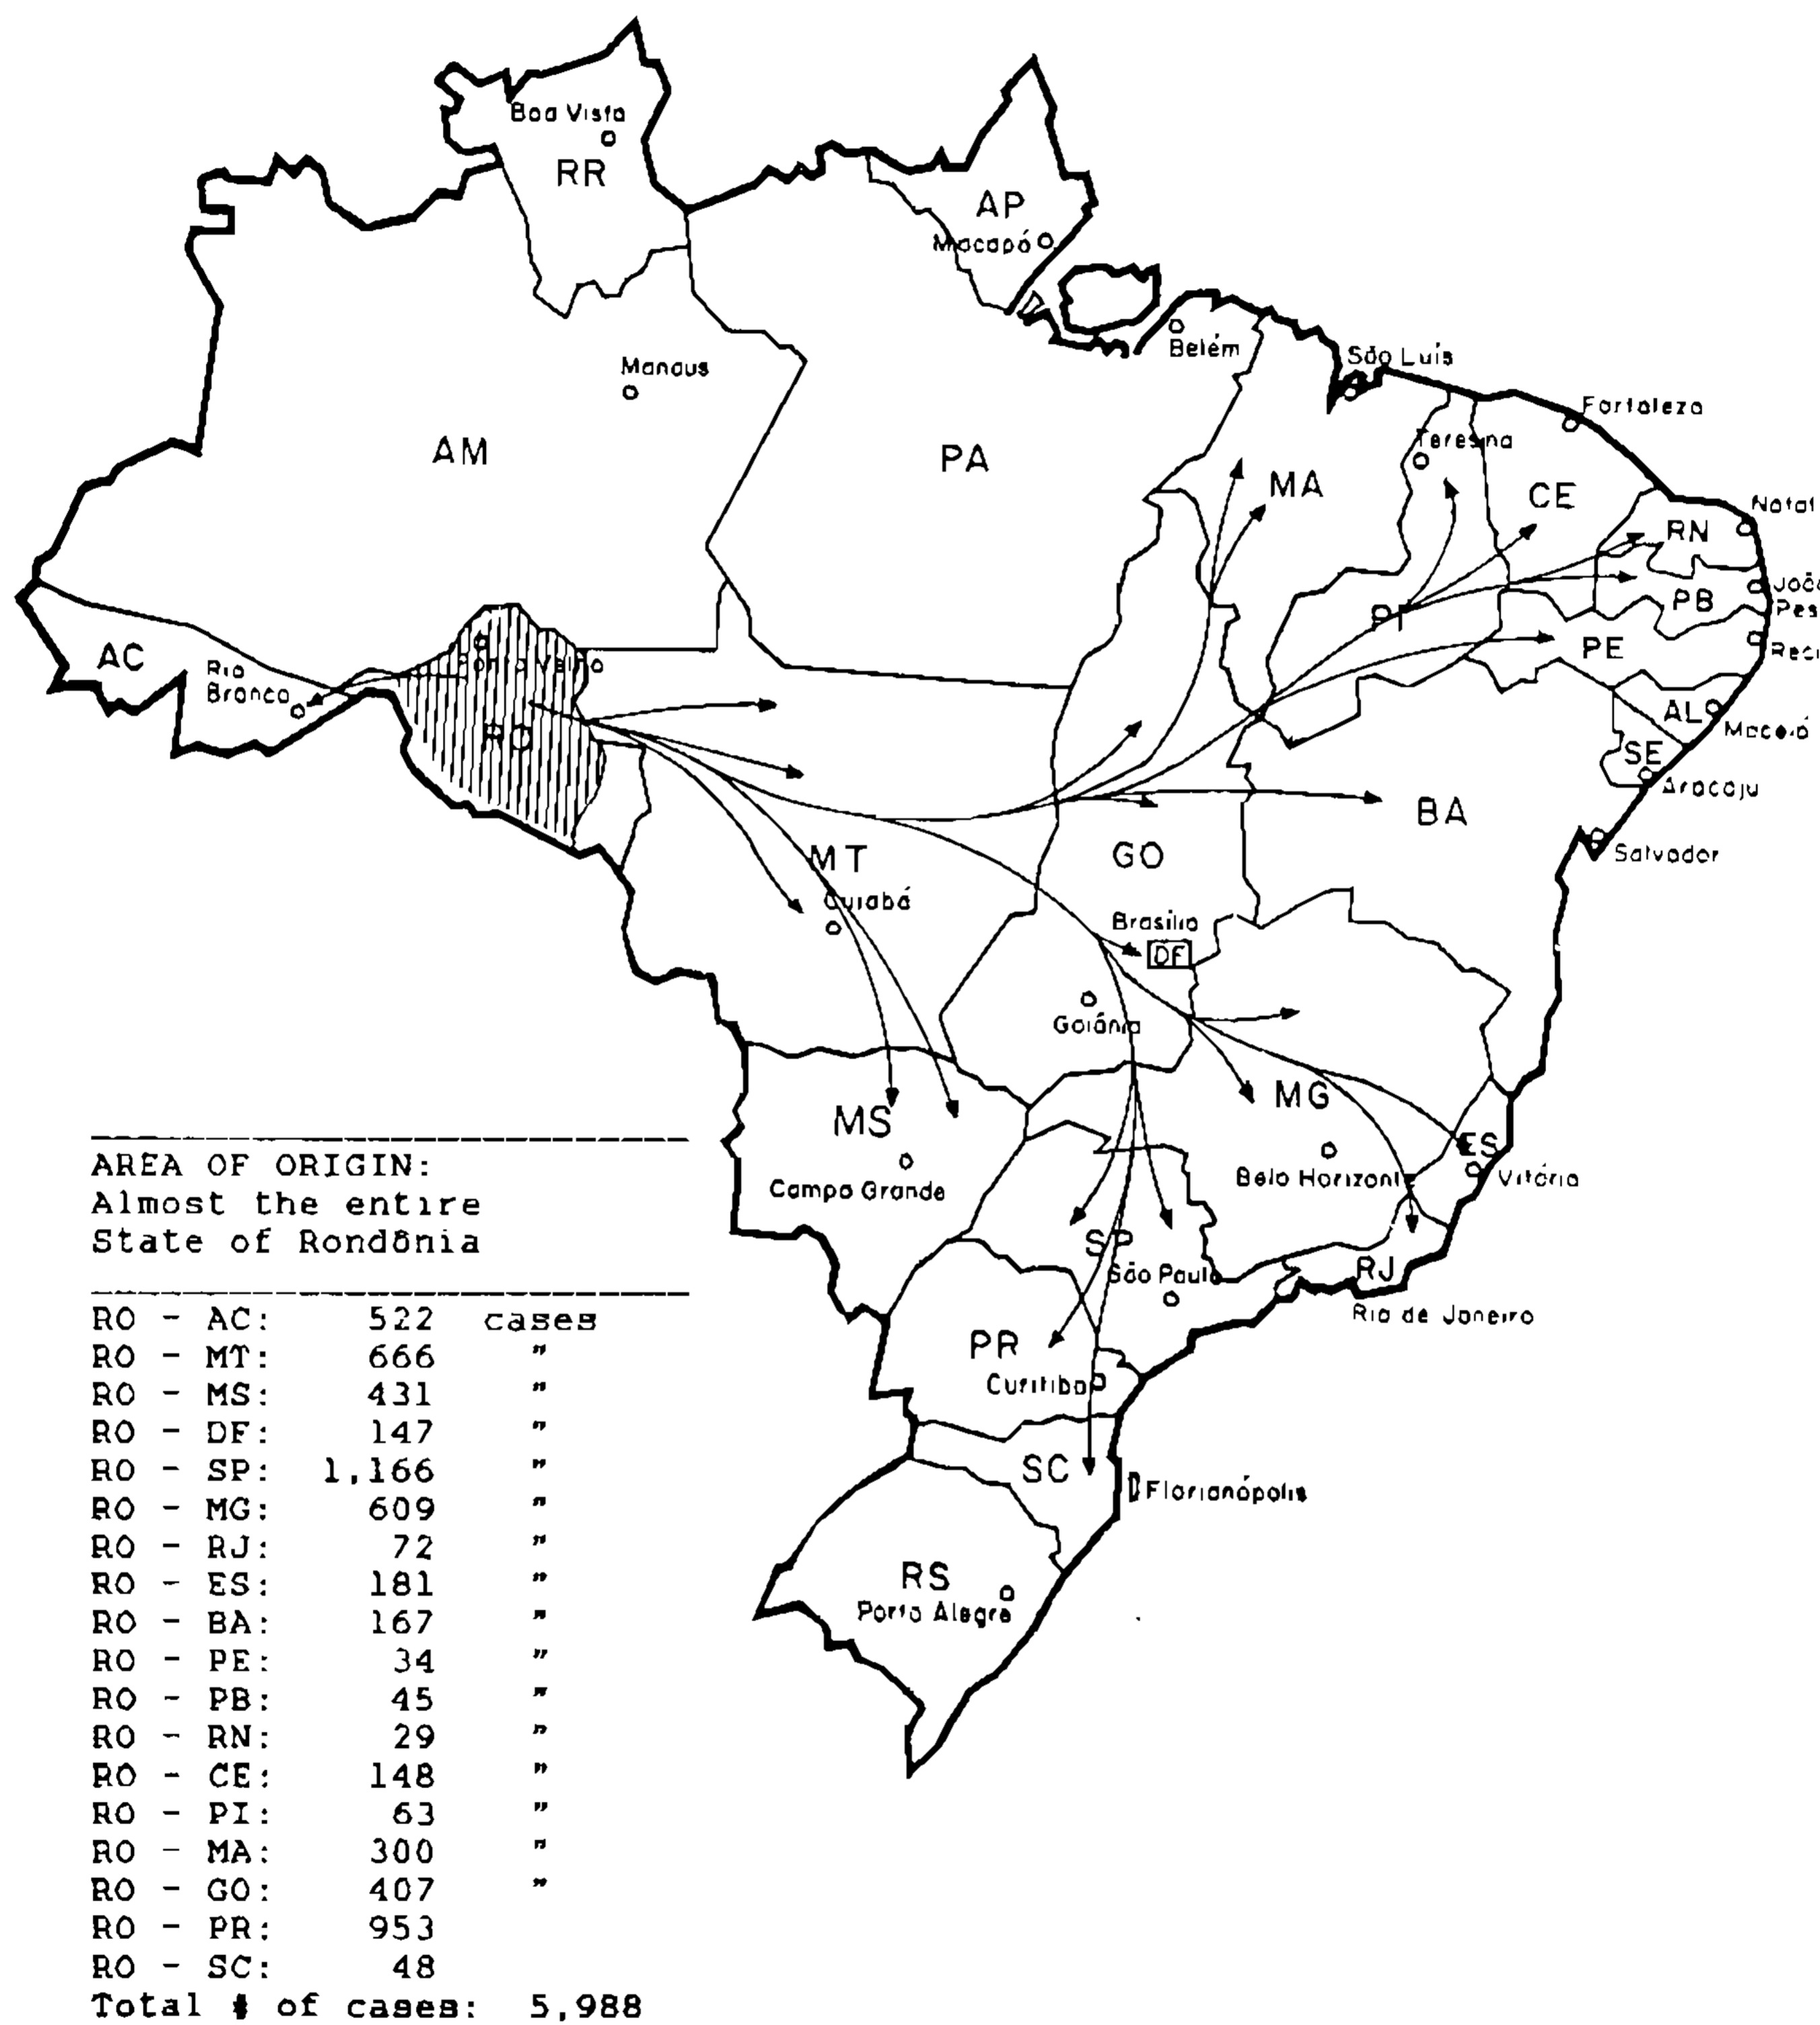 Boa Vista
RR
AP
Macapá
Belém
São Luís
Manaus
Fortaleza
Teresina
AM
PA
MA
CE
Natal
RN
PB
PI
PE
AC
Rio
Branco
Porto Velho
RO
AL
Maceió
SE
Aracaju
BA
Salvador
MT
GO
Cuiabá
Brasília
DF
Goiânia
MG
MS
ES
Belo Horizont
Vitória
Campo Grande
SP
São Paulo
RJ
Rio de Janeiro
PR
Curitiba
SC
Florianópolis
RS
Porto Alegre
AREA OF ORIGIN:
Almost the entire
State of Rondônia
RO - AC: 522 cases
RO - MT: 666 "
RO - MS: 431 "
RO - DF: 147 "
RO - SP: 1,166 "
RO - MG: 609 "
RO - RJ: 72 "
RO - ES: 181 "
RO - BA: 167 "
RO - PE: 34 "
RO - PB: 45 "
RO - RN: 29 "
RO - CE: 148 "
RO - PI: 63 "
RO - MA: 300 "
RO - GO: 407 "
RO - PR: 953
RO - SC: 48
Total # of cases: 5,988